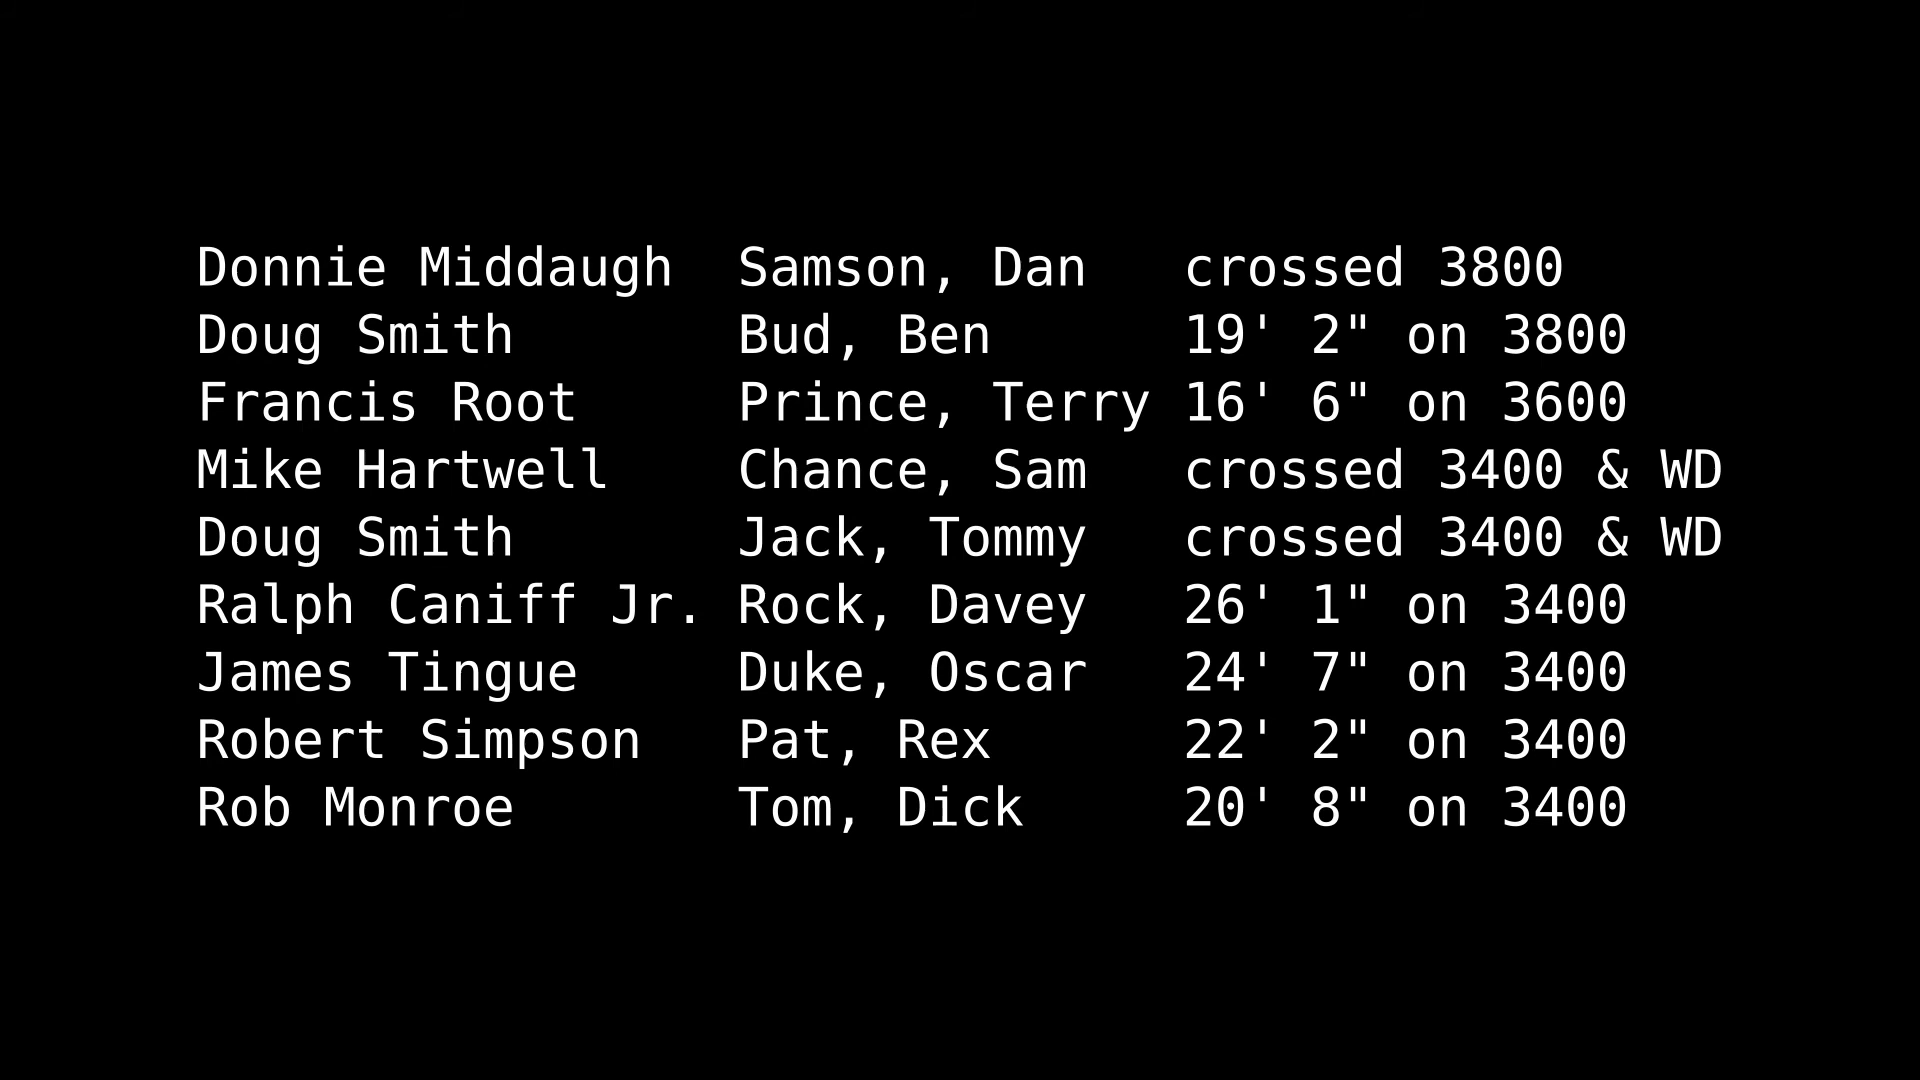 Donnie Middaugh  Samson, Dan   crossed 3800
Doug Smith       Bud, Ben      19' 2" on 3800
Francis Root     Prince, Terry 16' 6" on 3600
Mike Hartwell    Chance, Sam   crossed 3400 & WD
Doug Smith       Jack, Tommy   crossed 3400 & WD
Ralph Caniff Jr. Rock, Davey   26' 1" on 3400
James Tingue     Duke, Oscar   24' 7" on 3400
Robert Simpson   Pat, Rex      22' 2" on 3400
Rob Monroe       Tom, Dick     20' 8" on 3400